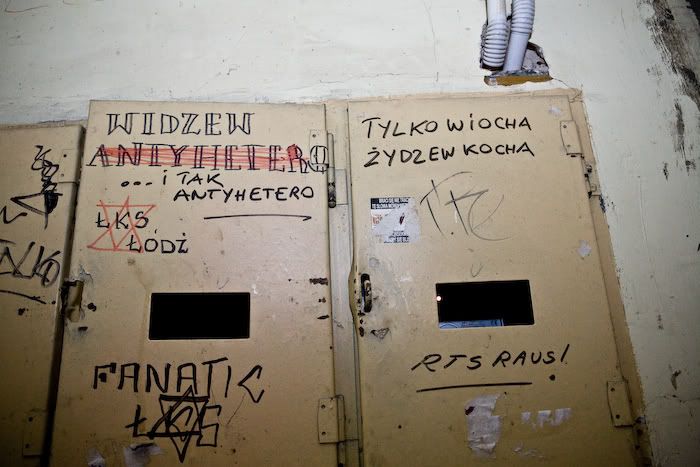 WIDZEW
ANTYHETERO
...i TAK
ANTYHETERO
ŁKS
ŁÓDŹ
FANATIC
ŁKS
TYLKO WIOCHA
ŻYDZEW KOCHA
RTS RAUS!